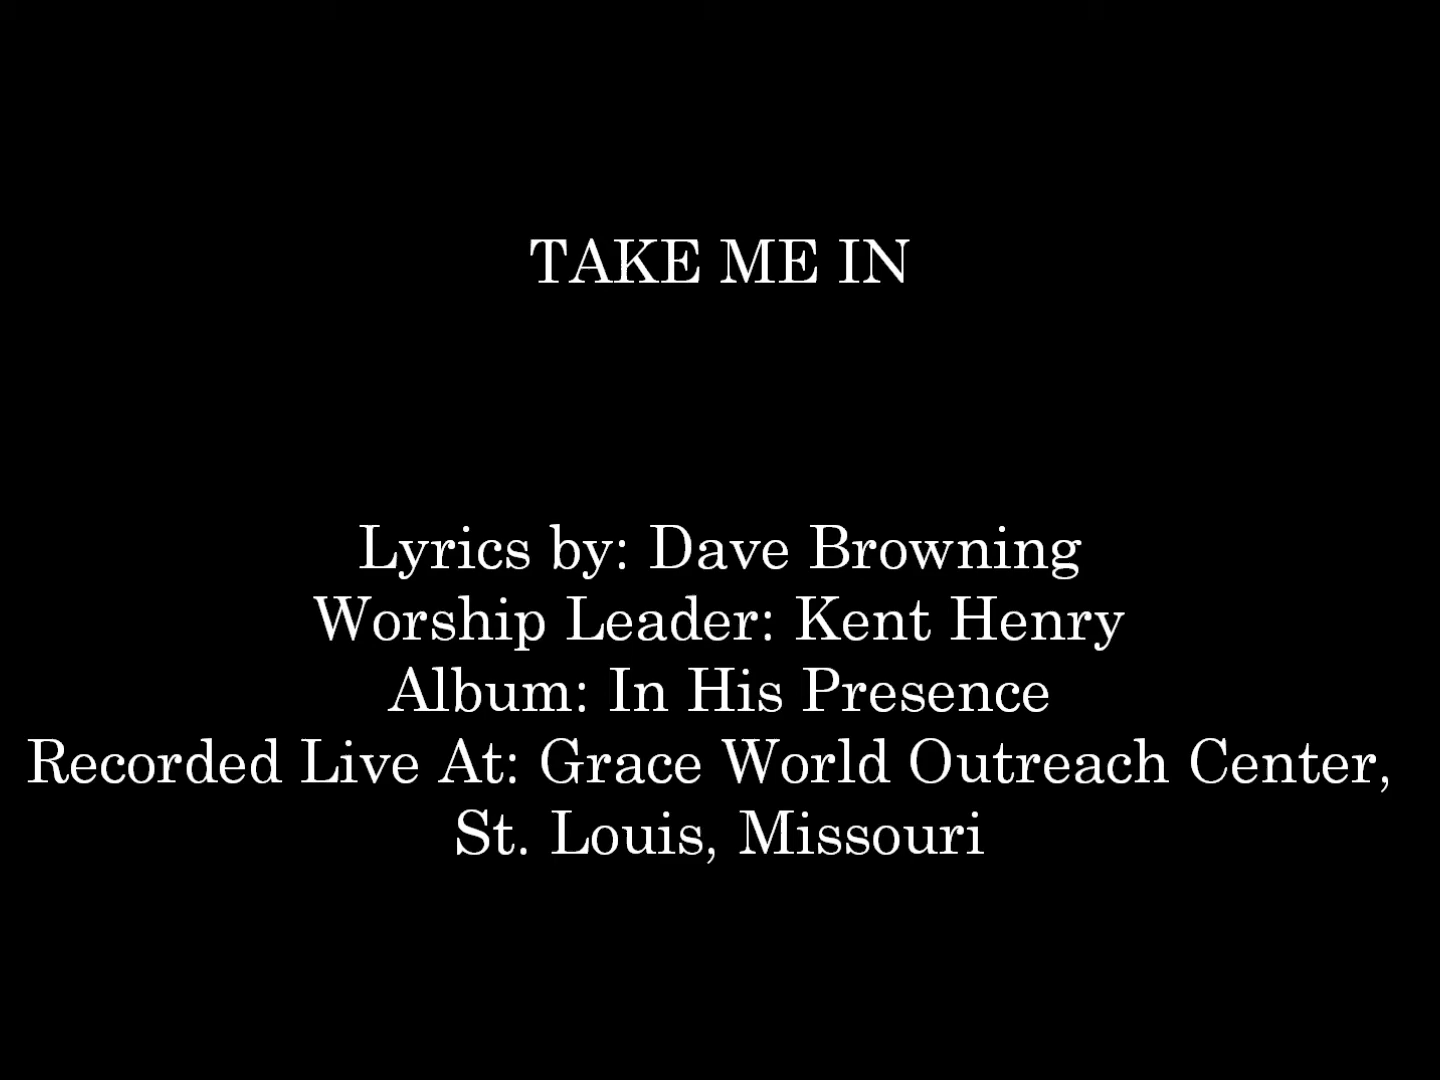 TAKE ME IN
Lyrics by: Dave Browning
Worship Leader: Kent Henry
Album: In His Presence
Recorded Live At: Grace World Outreach Center,
St. Louis, Missouri